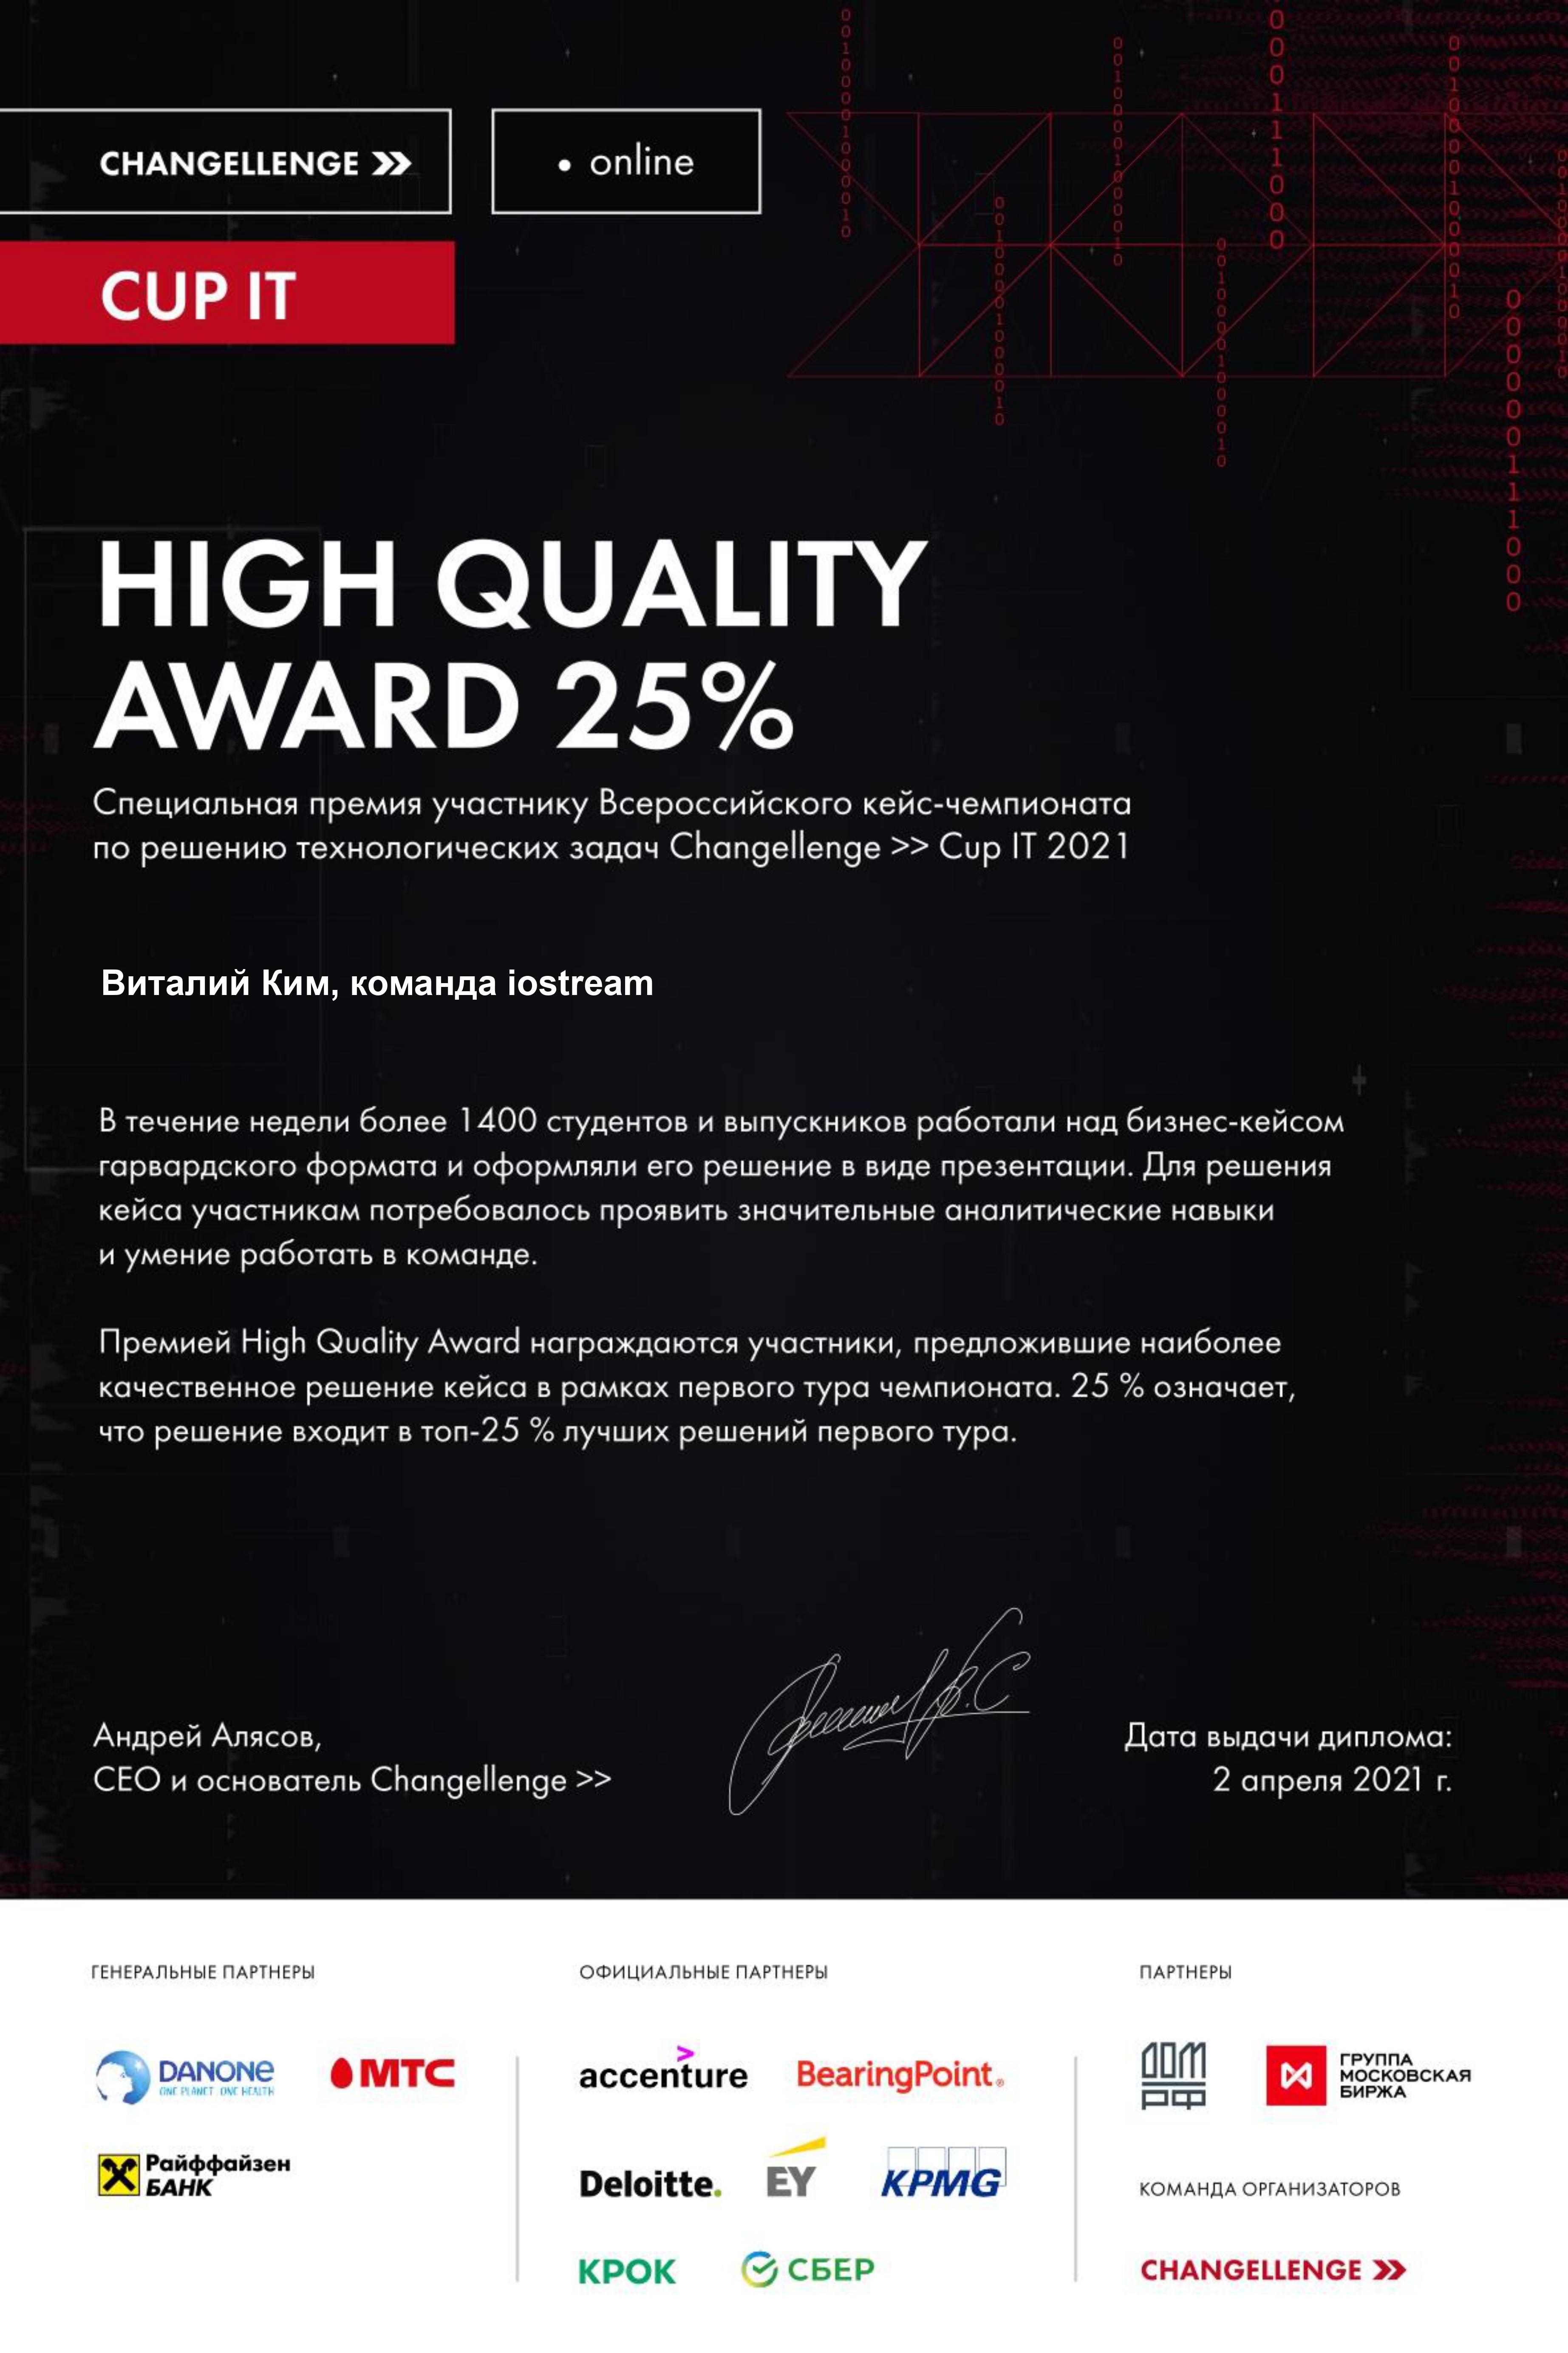 CHANGELLENGE >>
• online
CUP IT
HIGH QUALITY
AWARD 25%
Специальная премия участнику Всероссийского кейс-чемпионата
по решению технологических задач Changellenge >> Cup IT 2021
Виталий Ким, команда iostream
В течение недели более 1400 студентов и выпускников работали над бизнес-кейсом
гарвардского формата и оформляли его решение в виде презентации. Для решения
кейса участникам потребовалось проявить значительные аналитические навыки
и умение работать в команде.
Премией High Quality Award награждаются участники, предложившие наиболее
качественное решение кейса в рамках первого тура чемпионата. 25 % означает,
что решение входит в топ-25 % лучших решений первого тура.
Андрей Алясов,
CEO и основатель Changellenge >>
Дата выдачи диплома:
2 апреля 2021 г.
ГЕНЕРАЛЬНЫЕ ПАРТНЕРЫ
DANONE
ONE PLANET ONE HEALTH
МТС
Райффайзен
БАНК
ОФИЦИАЛЬНЫЕ ПАРТНЕРЫ
accenture
BearingPoint®
Deloitte.
EY
KPMG
КРОК
СБЕР
ПАРТНЕРЫ
ДОМ
РФ
ГРУППА
МОСКОВСКАЯ
БИРЖА
КОМАНДА ОРГАНИЗАТОРОВ
CHANGELLENGE >>